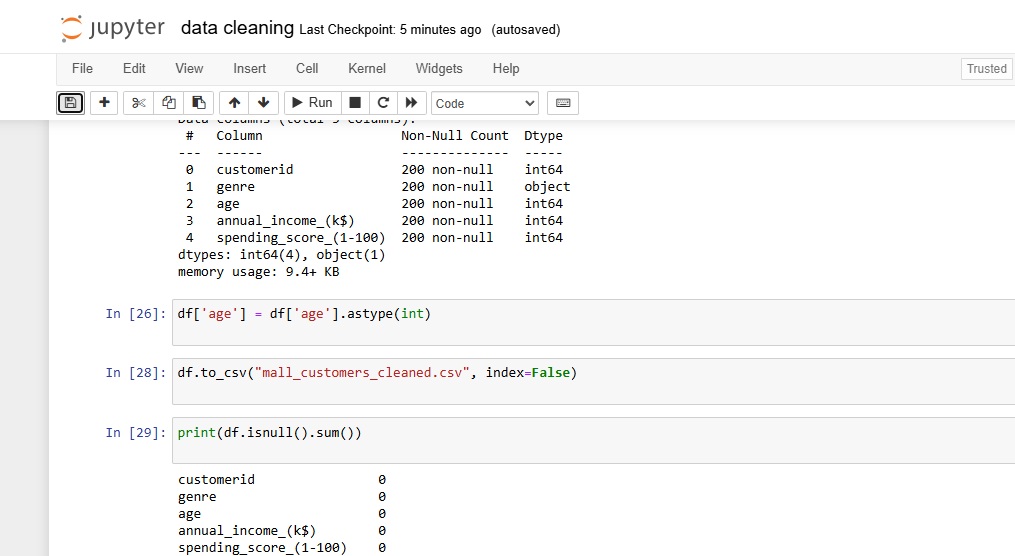 jupyter data cleaning Last Checkpoint: 5 minutes ago (autosaved)
File Edit View Insert Cell Kernel Widgets Help Trusted
Run Code
Data columns (total 5 columns):
# Column Non-Null Count Dtype
--- ------ -------------- -----
0 customerid 200 non-null int64
1 genre 200 non-null object
2 age 200 non-null int64
3 annual_income_(k$) 200 non-null int64
4 spending_score_(1-100) 200 non-null int64
dtypes: int64(4), object(1)
memory usage: 9.4+ KB
In [26]: df['age'] = df['age'].astype(int)
In [28]: df.to_csv("mall_customers_cleaned.csv", index=False)
In [29]: print(df.isnull().sum())
customerid 0
genre 0
age 0
annual_income_(k$) 0
spending_score_(1-100) 0